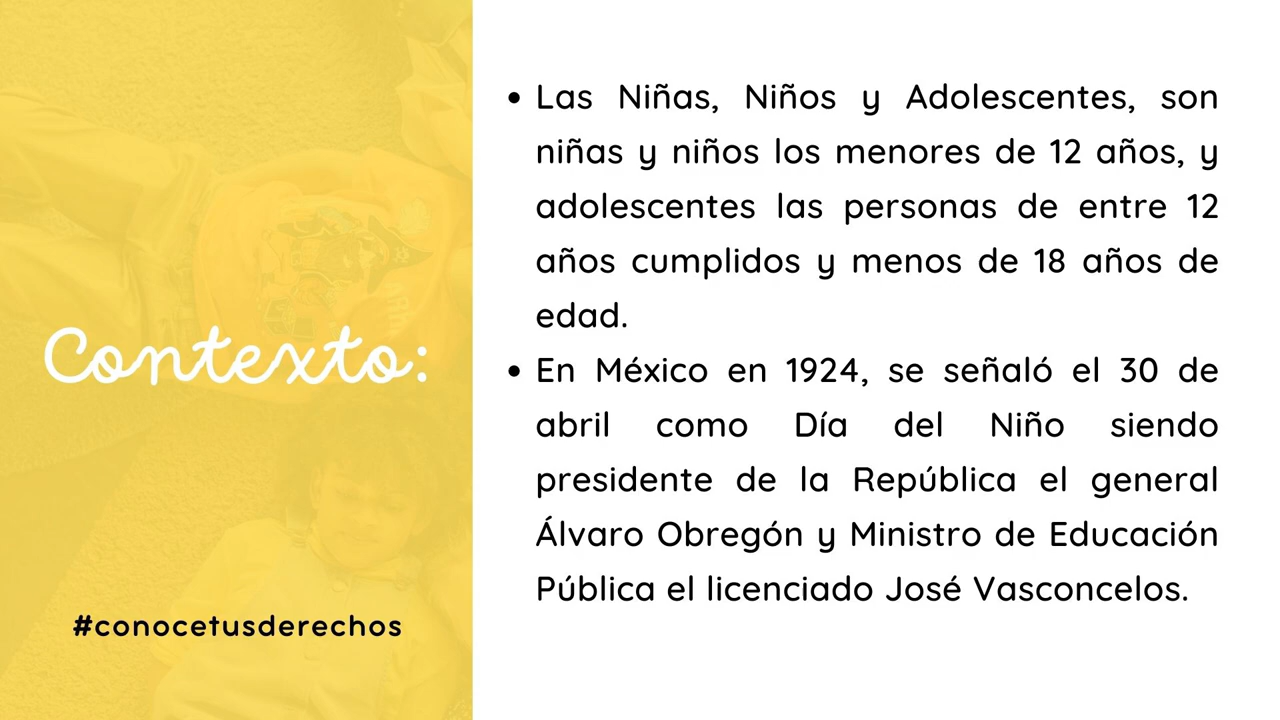 Contexto:
#conocetusderechos
• Las Niñas, Niños y Adolescentes, son
niñas y niños los menores de 12 años, y
adolescentes las personas de entre 12
años cumplidos y menos de 18 años de
edad.
• En México en 1924, se señaló el 30 de
abril como Día del Niño siendo
presidente de la República el general
Álvaro Obregón y Ministro de Educación
Pública el licenciado José Vasconcelos.